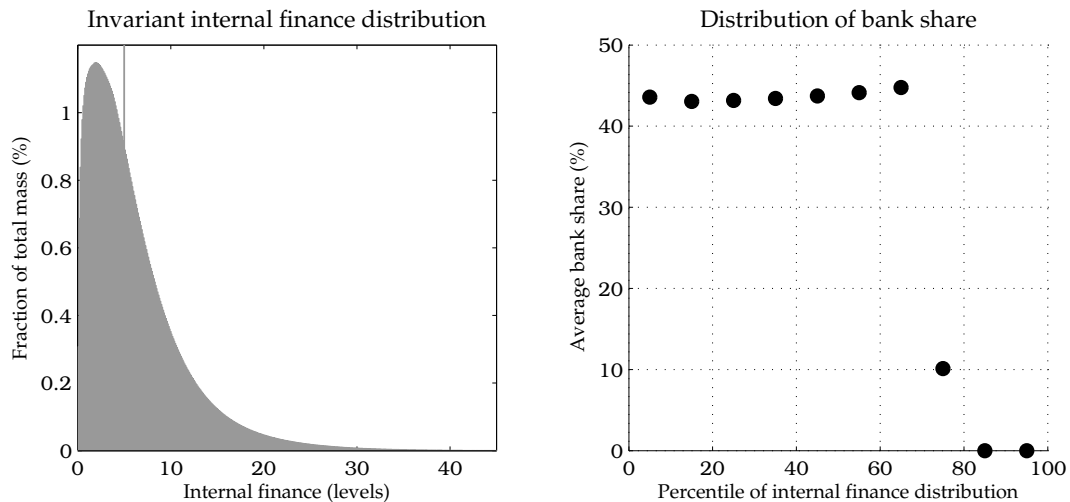 Invariant internal finance distribution
Fraction of total mass (%)
1
0.8
0.6
0.4
0.2
0
0 10 20 30 40
Internal finance (levels)
Distribution of bank share
Average bank share (%)
50
40
30
20
10
0
0 20 40 60 80 100
Percentile of internal finance distribution